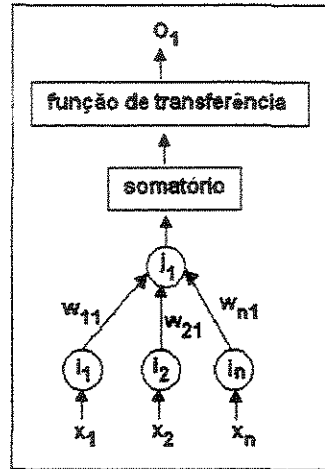 O₁
função de transferência
somatório
j₁
w₁₁ w₂₁ wₙ₁
i₁ i₂ iₙ
x₁ x₂ xₙ